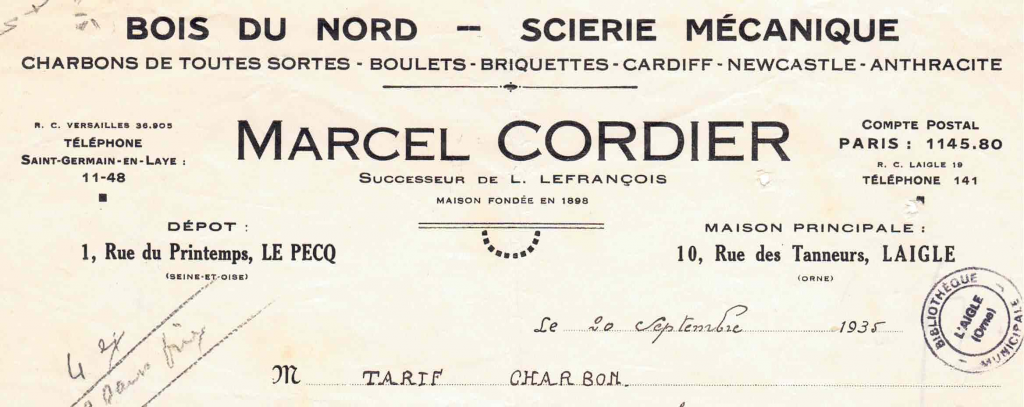 BOIS DU NORD -- SCIERIE MÉCANIQUE
CHARBONS DE TOUTES SORTES - BOULETS - BRIQUETTES - CARDIFF - NEWCASTLE - ANTHRACITE
R. C. VERSAILLES 36.905
TÉLÉPHONE
SAINT-GERMAIN-EN-LAYE :
11-48
MARCEL CORDIER
SUCCESSEUR DE L. LEFRANÇOIS
MAISON FONDÉE EN 1898
COMPTE POSTAL
PARIS : 1145.80
R. C. LAIGLE 19
TÉLÉPHONE 141
DÉPOT :
1, Rue du Printemps, LE PECQ
(SEINE-ET-OISE)
MAISON PRINCIPALE :
10, Rue des Tanneurs, LAIGLE
(ORNE)
BIBLIOTHÈQUE MUNICIPALE
L'AIGLE
(Orne)
Le 20 Septembre 1935
4 ex
M TARIF CHARBON